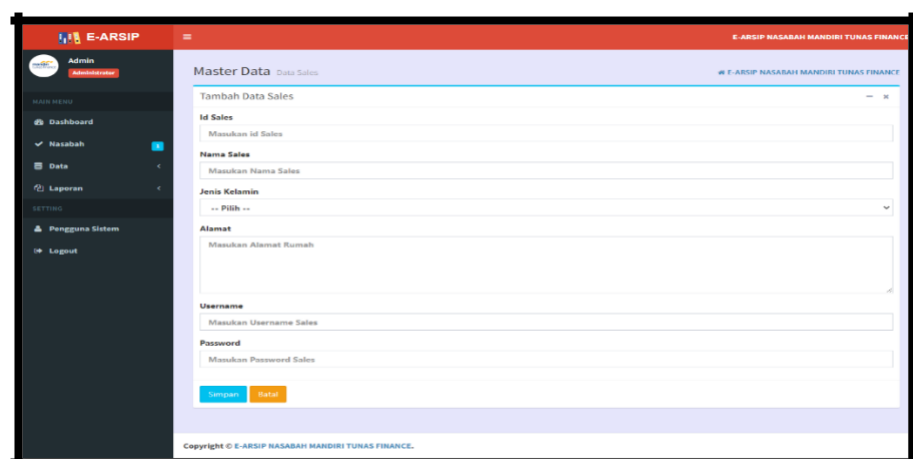 E-ARSIP
E-ARSIP NASABAH MANDIRI TUNAS FINANCE
Admin
Administrator
Master Data Data Sales
E-ARSIP NASABAH MANDIRI TUNAS FINANCE
MAIN MENU
Dashboard
Nasabah
Data
Laporan
SETTING
Pengguna Sistem
Logout
Tambah Data Sales
Id Sales
Masukan id Sales
Nama Sales
Masukan Nama Sales
Jenis Kelamin
-- Pilih --
Alamat
Masukan Alamat Rumah
Username
Masukan Username Sales
Password
Masukan Password Sales
Simpan Batal
Copyright © E-ARSIP NASABAH MANDIRI TUNAS FINANCE.